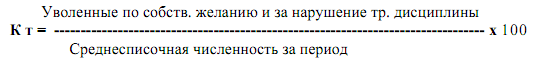 Уволенные по собств. желанию и за нарушение тр. дисциплины
К т = ----------------------------------------------------------------------------------- х 100
Среднесписочная численность за период